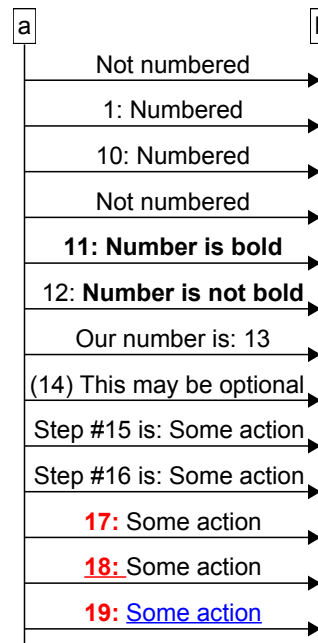 a
Not numbered
1: Numbered
10: Numbered
Not numbered
11: Number is bold
12: Number is not bold
Our number is: 13
(14) This may be optional
Step #15 is: Some action
Step #16 is: Some action
17: Some action
18: Some action
19: Some action